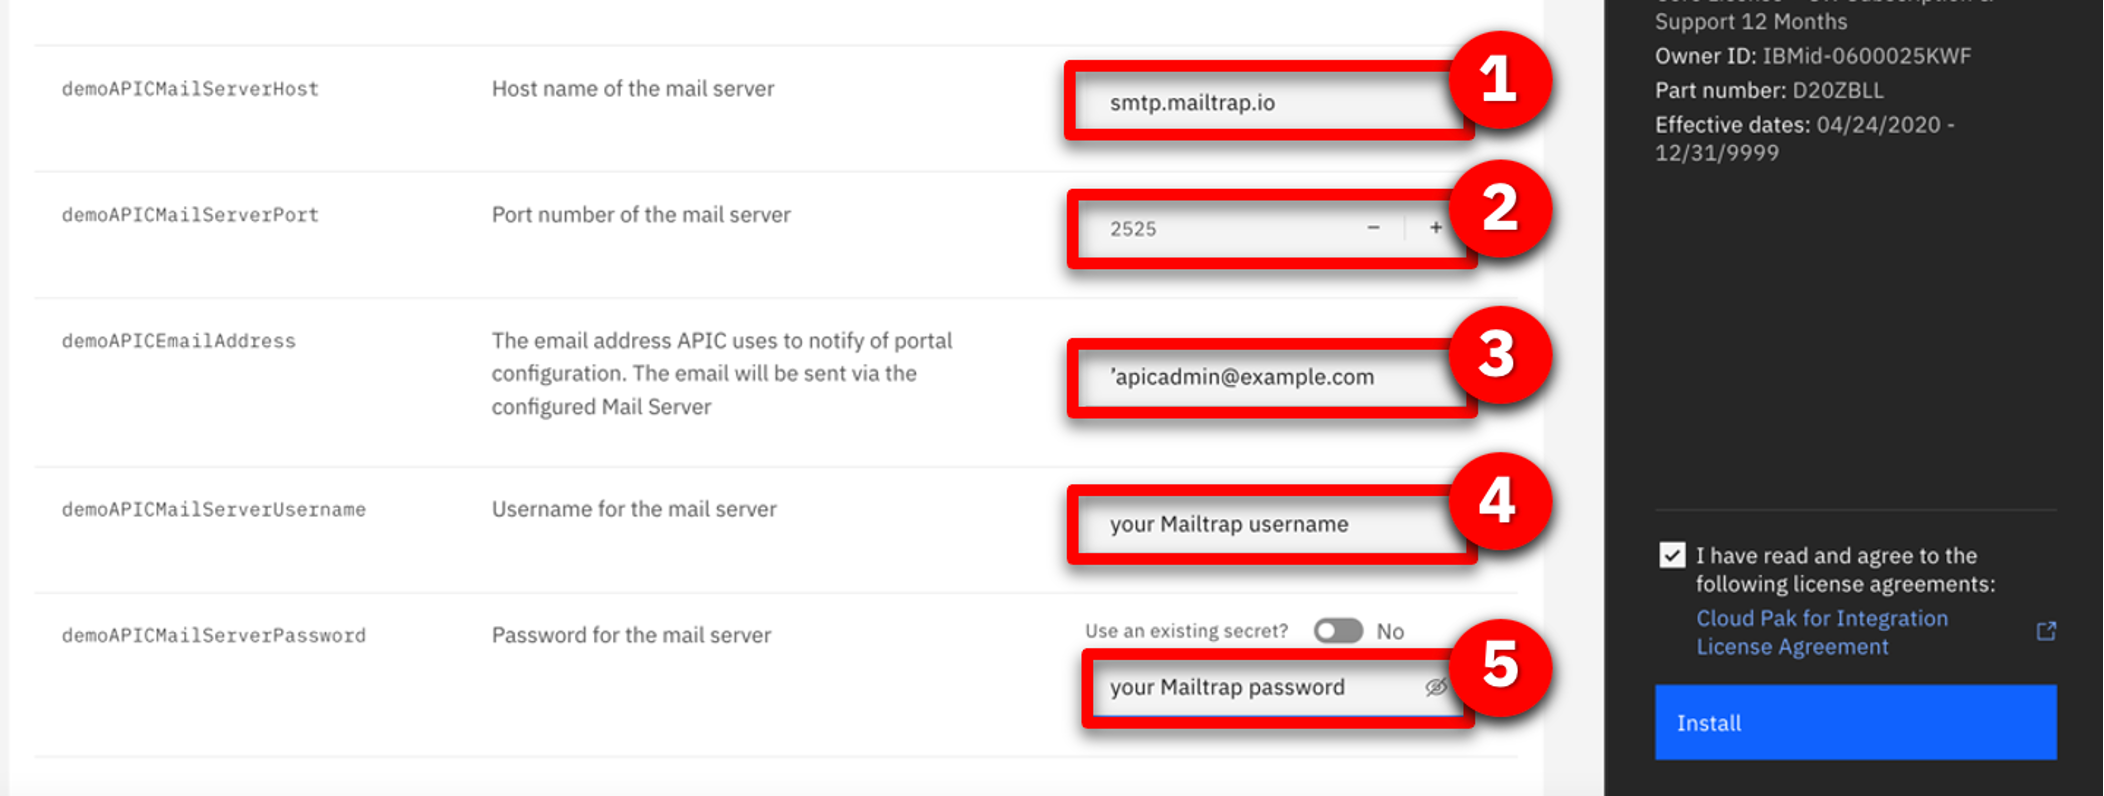 demoAPICMailServerHost
Host name of the mail server
smtp.mailtrap.io
1
demoAPICMailServerPort
Port number of the mail server
2525
- +
2
demoAPICEmailAddress
The email address APIC uses to notify of portal
configuration. The email will be sent via the
configured Mail Server
'apicadmin@example.com
3
demoAPICMailServerUsername
Username for the mail server
your Mailtrap username
4
demoAPICMailServerPassword
Password for the mail server
Use an existing secret? No
your Mailtrap password
5
Support 12 Months
Owner ID: IBMid-0600025KWF
Part number: D20ZBLL
Effective dates: 04/24/2020 -
12/31/9999
I have read and agree to the
following license agreements:
Cloud Pak for Integration
License Agreement
Install